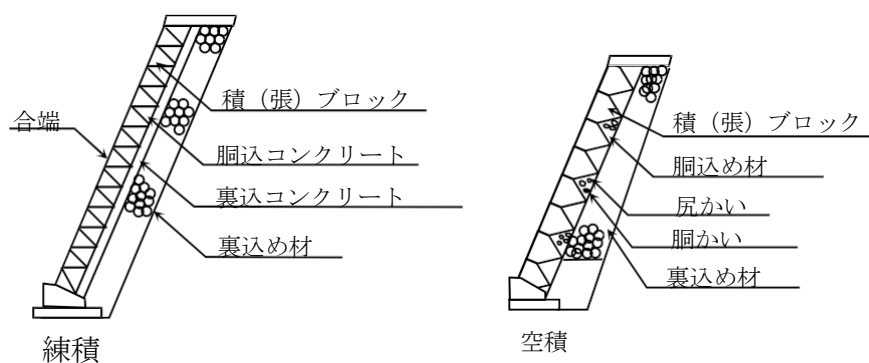 積（張）ブロック
合端
胴込コンクリート
裏込コンクリート
裏込め材
練積
積（張）ブロック
胴込め材
尻かい
胴かい
裏込め材
空積